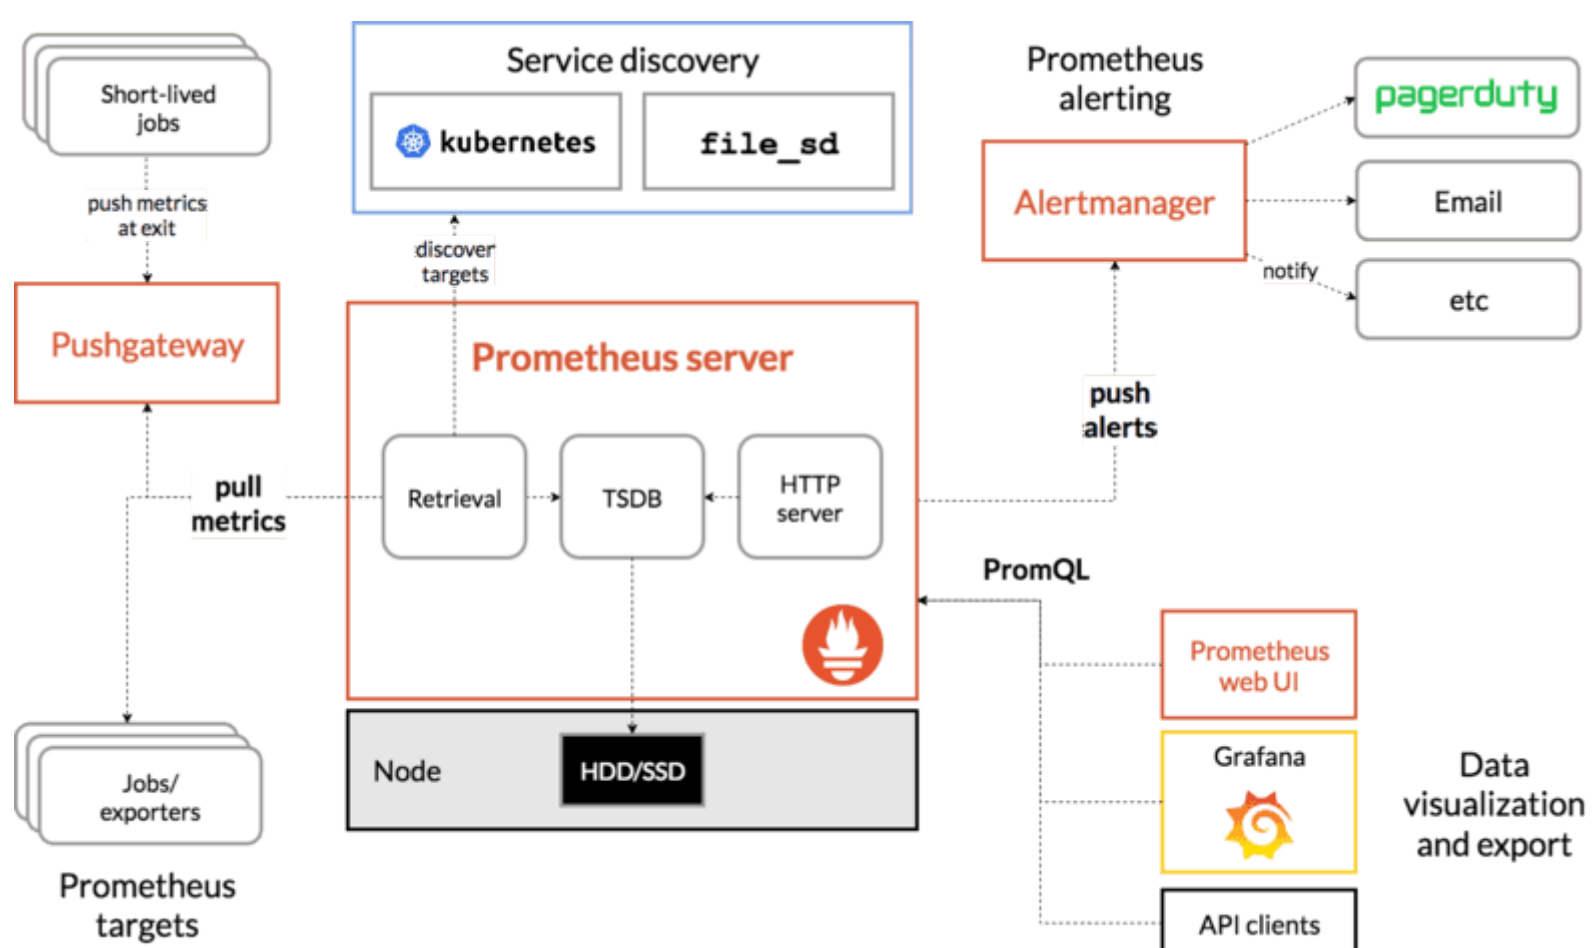 Short-lived
jobs
push metrics
at exit
Pushgateway
pull
metrics
Jobs/
exporters
Prometheus
targets
Service discovery
kubernetes
file_sd
discover
targets
Prometheus server
Retrieval
TSDB
HTTP
server
Node
HDD/SSD
Prometheus
alerting
Alertmanager
pagerduty
Email
notify
etc
push
alerts
PromQL
Prometheus
web UI
Grafana
API clients
Data
visualization
and export